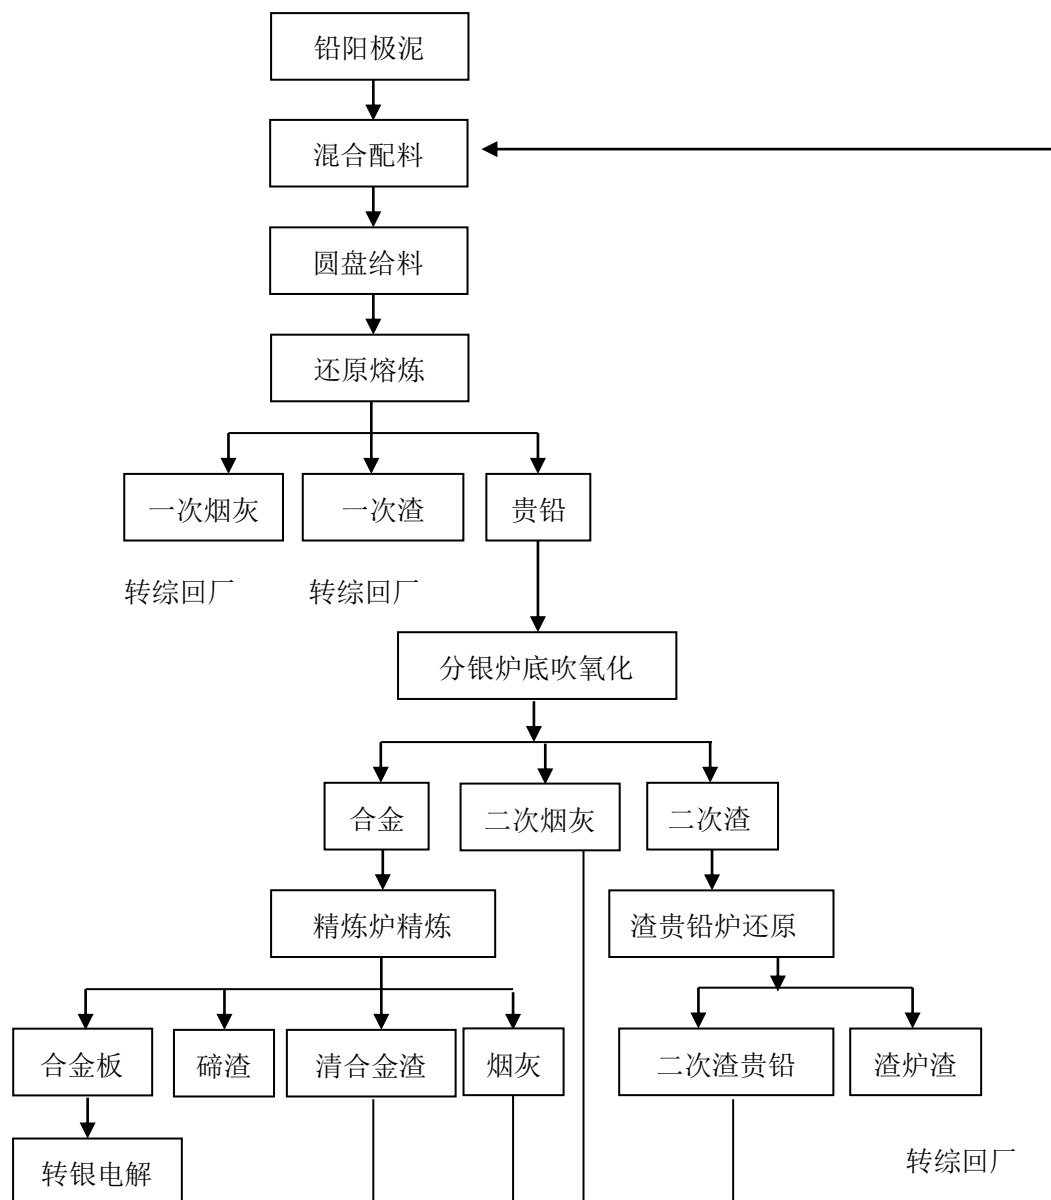 铅阳极泥
混合配料
圆盘给料
还原熔炼
一次烟灰
一次渣
贵铅
转综回厂
转综回厂
分银炉底吹氧化
合金
二次烟灰
二次渣
精炼炉精炼
渣贵铅炉还原
合金板
碲渣
清合金渣
烟灰
二次渣贵铅
渣炉渣
转银电解
转综回厂